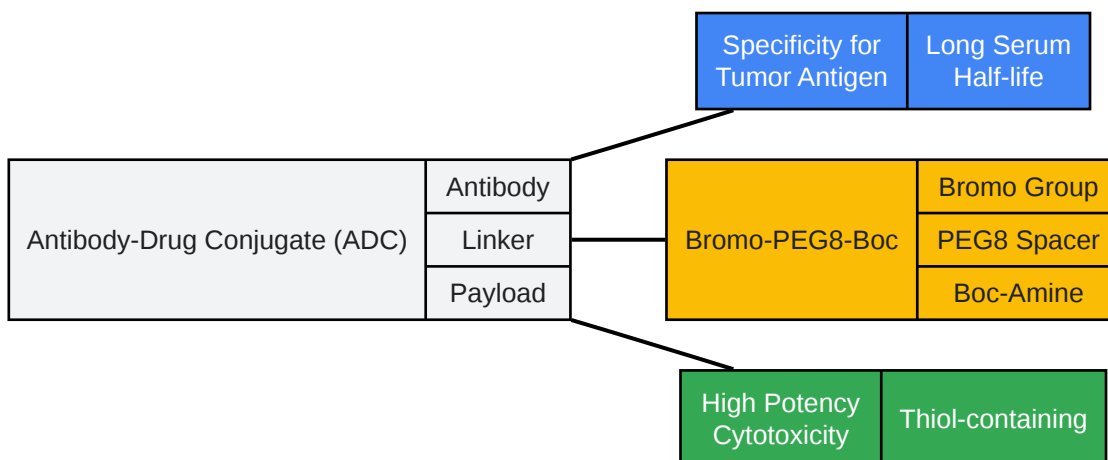 Specificity for
Tumor Antigen
Long Serum
Half-life
Antibody-Drug Conjugate (ADC)
Antibody
Linker
Payload
Bromo-PEG8-Boc
Bromo Group
PEG8 Spacer
Boc-Amine
High Potency
Cytotoxicity
Thiol-containing